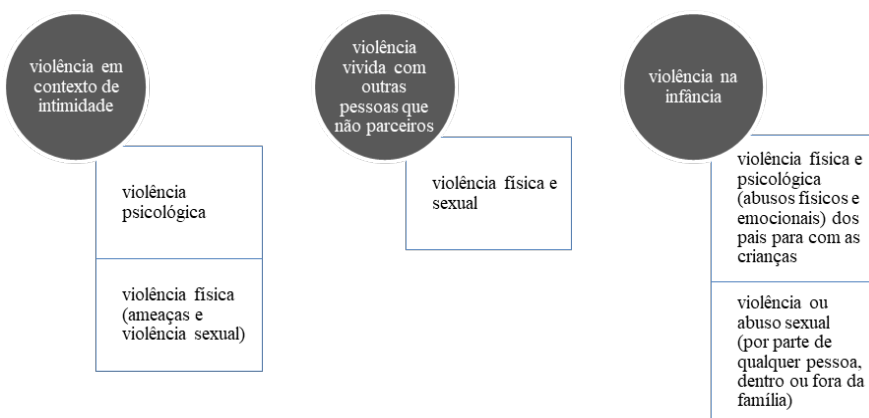 violência em
contexto de
intimidade
violência
psicológica
violência física
(ameaças e
violência sexual)
violência
vivida com
outras
pessoas que
não parceiros
violência física e
sexual
violência na
infância
violência física e
psicológica
(abusos físicos e
emocionais) dos
pais para com as
crianças
violência ou
abuso sexual
(por parte de
qualquer pessoa,
dentro ou fora da
família)